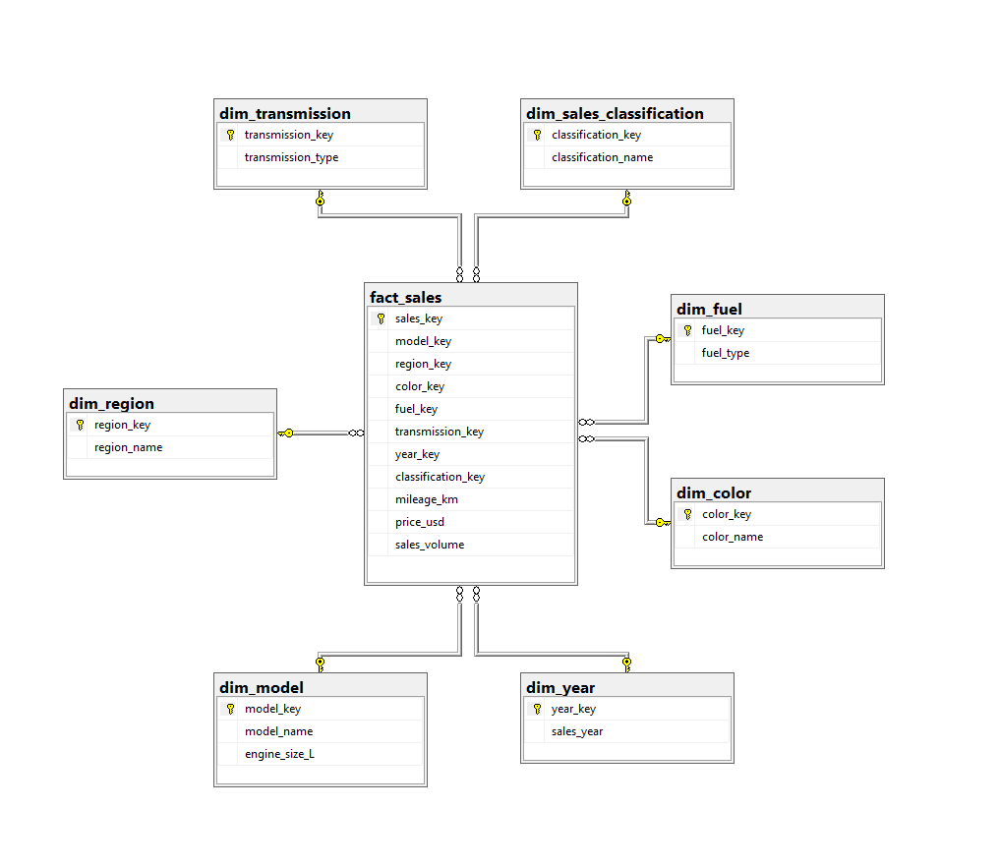 dim_transmission
transmission_key
transmission_type
dim_sales_classification
classification_key
classification_name
fact_sales
sales_key
model_key
region_key
color_key
fuel_key
transmission_key
year_key
classification_key
mileage_km
price_usd
sales_volume
dim_fuel
fuel_key
fuel_type
dim_region
region_key
region_name
dim_color
color_key
color_name
dim_model
model_key
model_name
engine_size_L
dim_year
year_key
sales_year